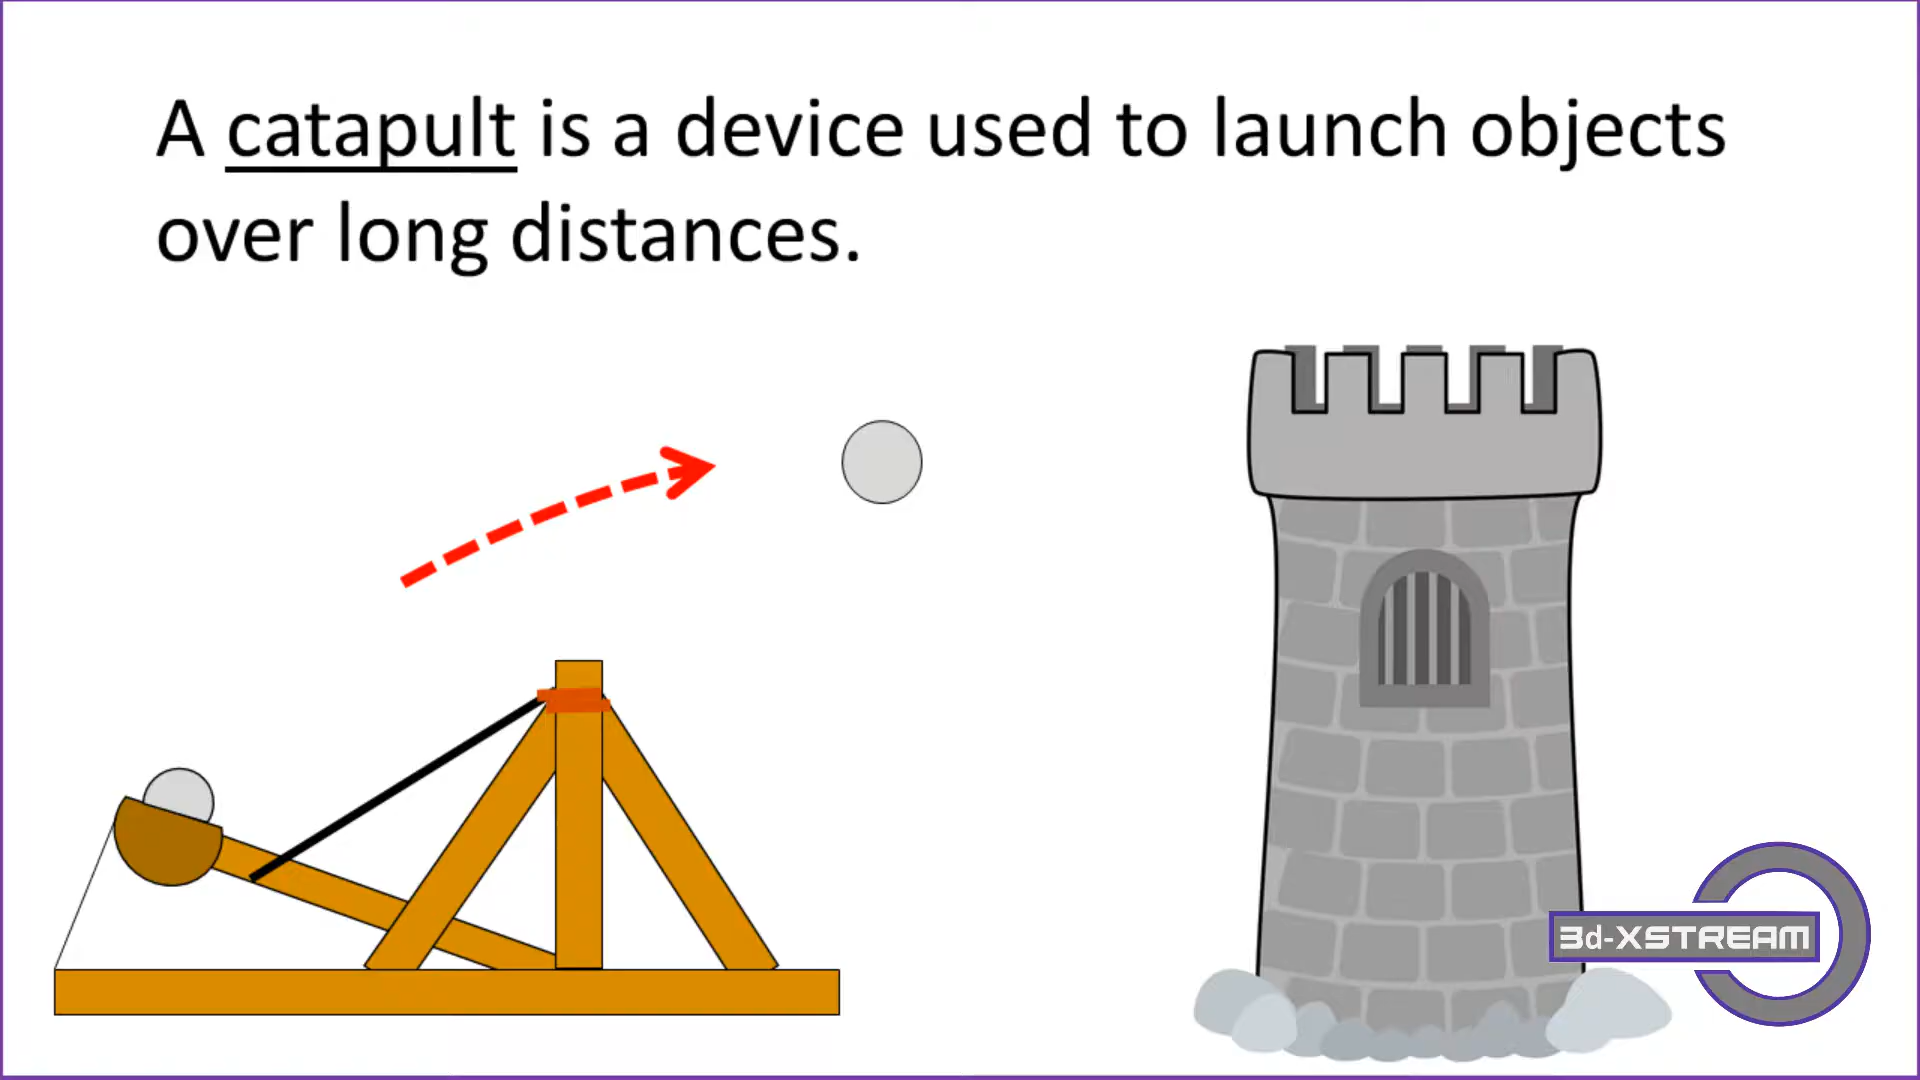 A catapult is a device used to launch objects
over long distances.
3d-XSTREAM